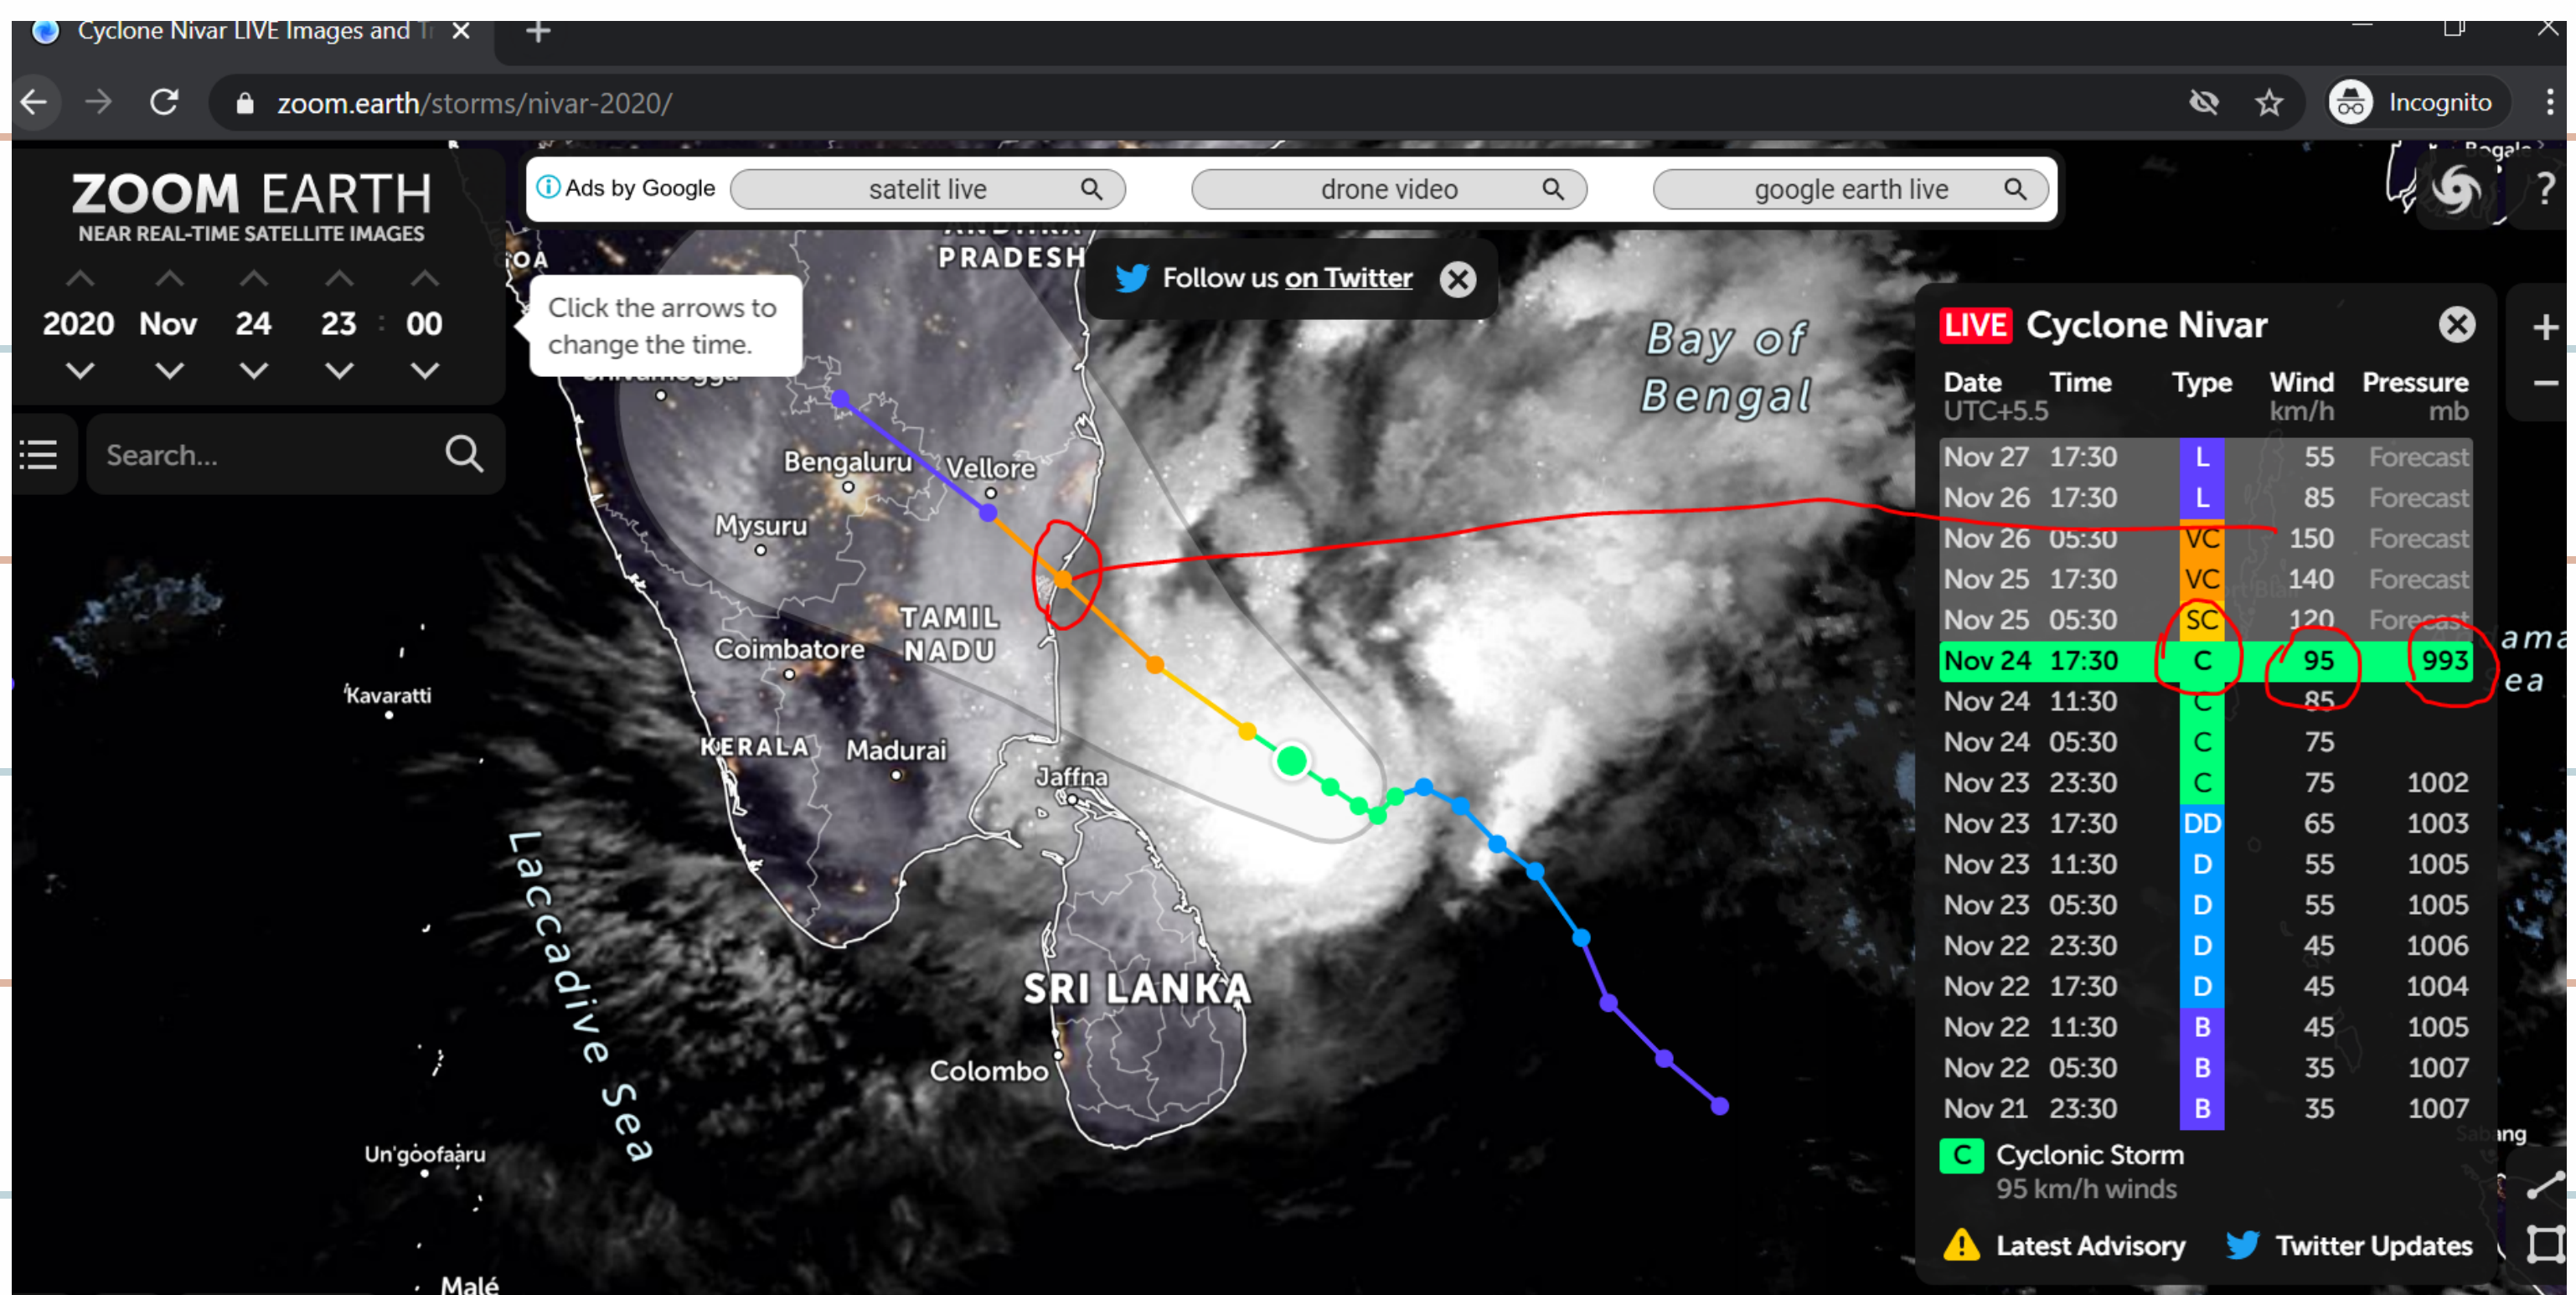 Cyclone Nivar LIVE Images and Tr
zoom.earth/storms/nivar-2020/
Incognito
ZOOM EARTH
NEAR REAL-TIME SATELLITE IMAGES
2020 Nov 24 23 : 00
Click the arrows to
change the time.
Search...
Ads by Google
satelit live
drone video
google earth live
Follow us on Twitter
?
+
−
GOA
ANDHRA
PRADESH
Shivamogga
Bengaluru
Vellore
Mysuru
TAMIL
NADU
Coimbatore
Kavaratti
KERALA
Madurai
Jaffna
SRI LANKA
Colombo
Laccadive Sea
Un'goofaaru
Malé
Bay of
Bengal
Bogale
ama
ea
Sabang
LIVE Cyclone Nivar
Date Time Type Wind Pressure
UTC+5.5 km/h mb
Nov 27 17:30 L 55 Forecast
Nov 26 17:30 L 85 Forecast
Nov 26 05:30 VC 150 Forecast
Nov 25 17:30 VC 140 Forecast
Nov 25 05:30 SC 120 Forecast
Nov 24 17:30 C 95 993
Nov 24 11:30 C 85
Nov 24 05:30 C 75
Nov 23 23:30 C 75 1002
Nov 23 17:30 DD 65 1003
Nov 23 11:30 D 55 1005
Nov 23 05:30 D 55 1005
Nov 22 23:30 D 45 1006
Nov 22 17:30 D 45 1004
Nov 22 11:30 B 45 1005
Nov 22 05:30 B 35 1007
Nov 21 23:30 B 35 1007
C Cyclonic Storm
95 km/h winds
Latest Advisory
Twitter Updates